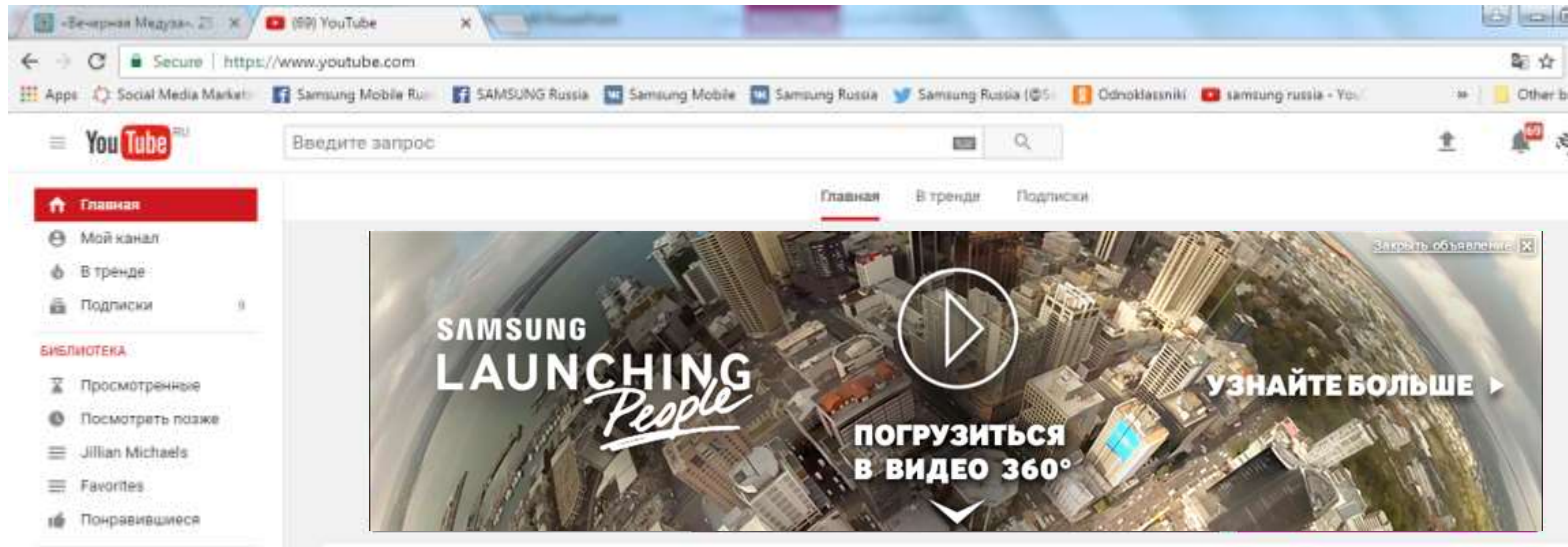 «Вечерняя Медуза». 25
(69) YouTube
Secure | https://www.youtube.com
Apps
Social Media Market
Samsung Mobile Rus
SAMSUNG Russia
Samsung Mobile
Samsung Russia
Samsung Russia (@S
Odnoklassniki
samsung russia - You
»
Other b
YouTube RU
Введите запрос
69
Главная
В тренде
Подписки
Главная
Мой канал
В тренде
Подписки
БИБЛИОТЕКА
Просмотренные
Посмотреть позже
Jillian Michaels
Favorites
Понравившиеся
Закрыть объявление X
SAMSUNG
LAUNCHING
People
УЗНАЙТЕ БОЛЬШЕ
ПОГРУЗИТЬСЯ
В ВИДЕО 360°